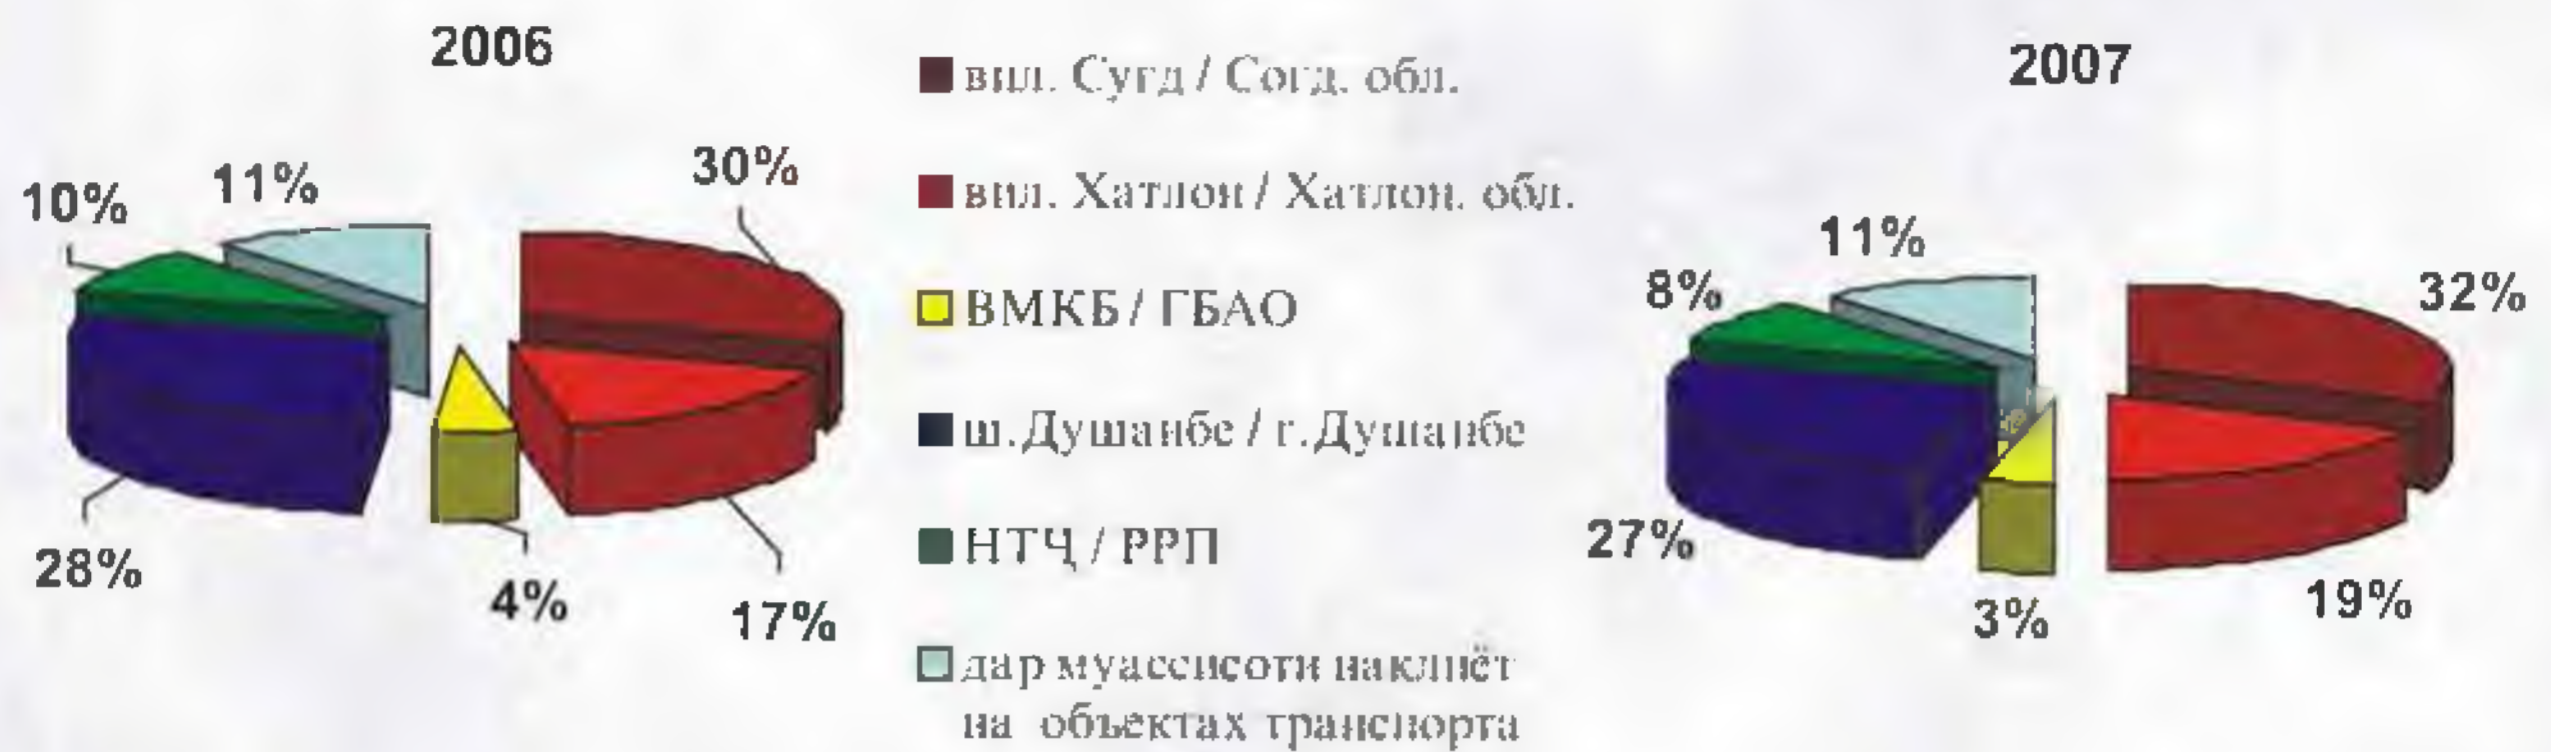 2006
10%
11%
30%
28%
4%
17%
вил. Сугд / Согд. обл.
вил. Хатлон / Хатлон. обл.
ВМКБ / ГБАО
ш.Душанбе / г.Душанбе
НТҶ / РРП
дар муассисоти наклиёт
на объектах транспорта
2007
8%
11%
32%
27%
3%
19%